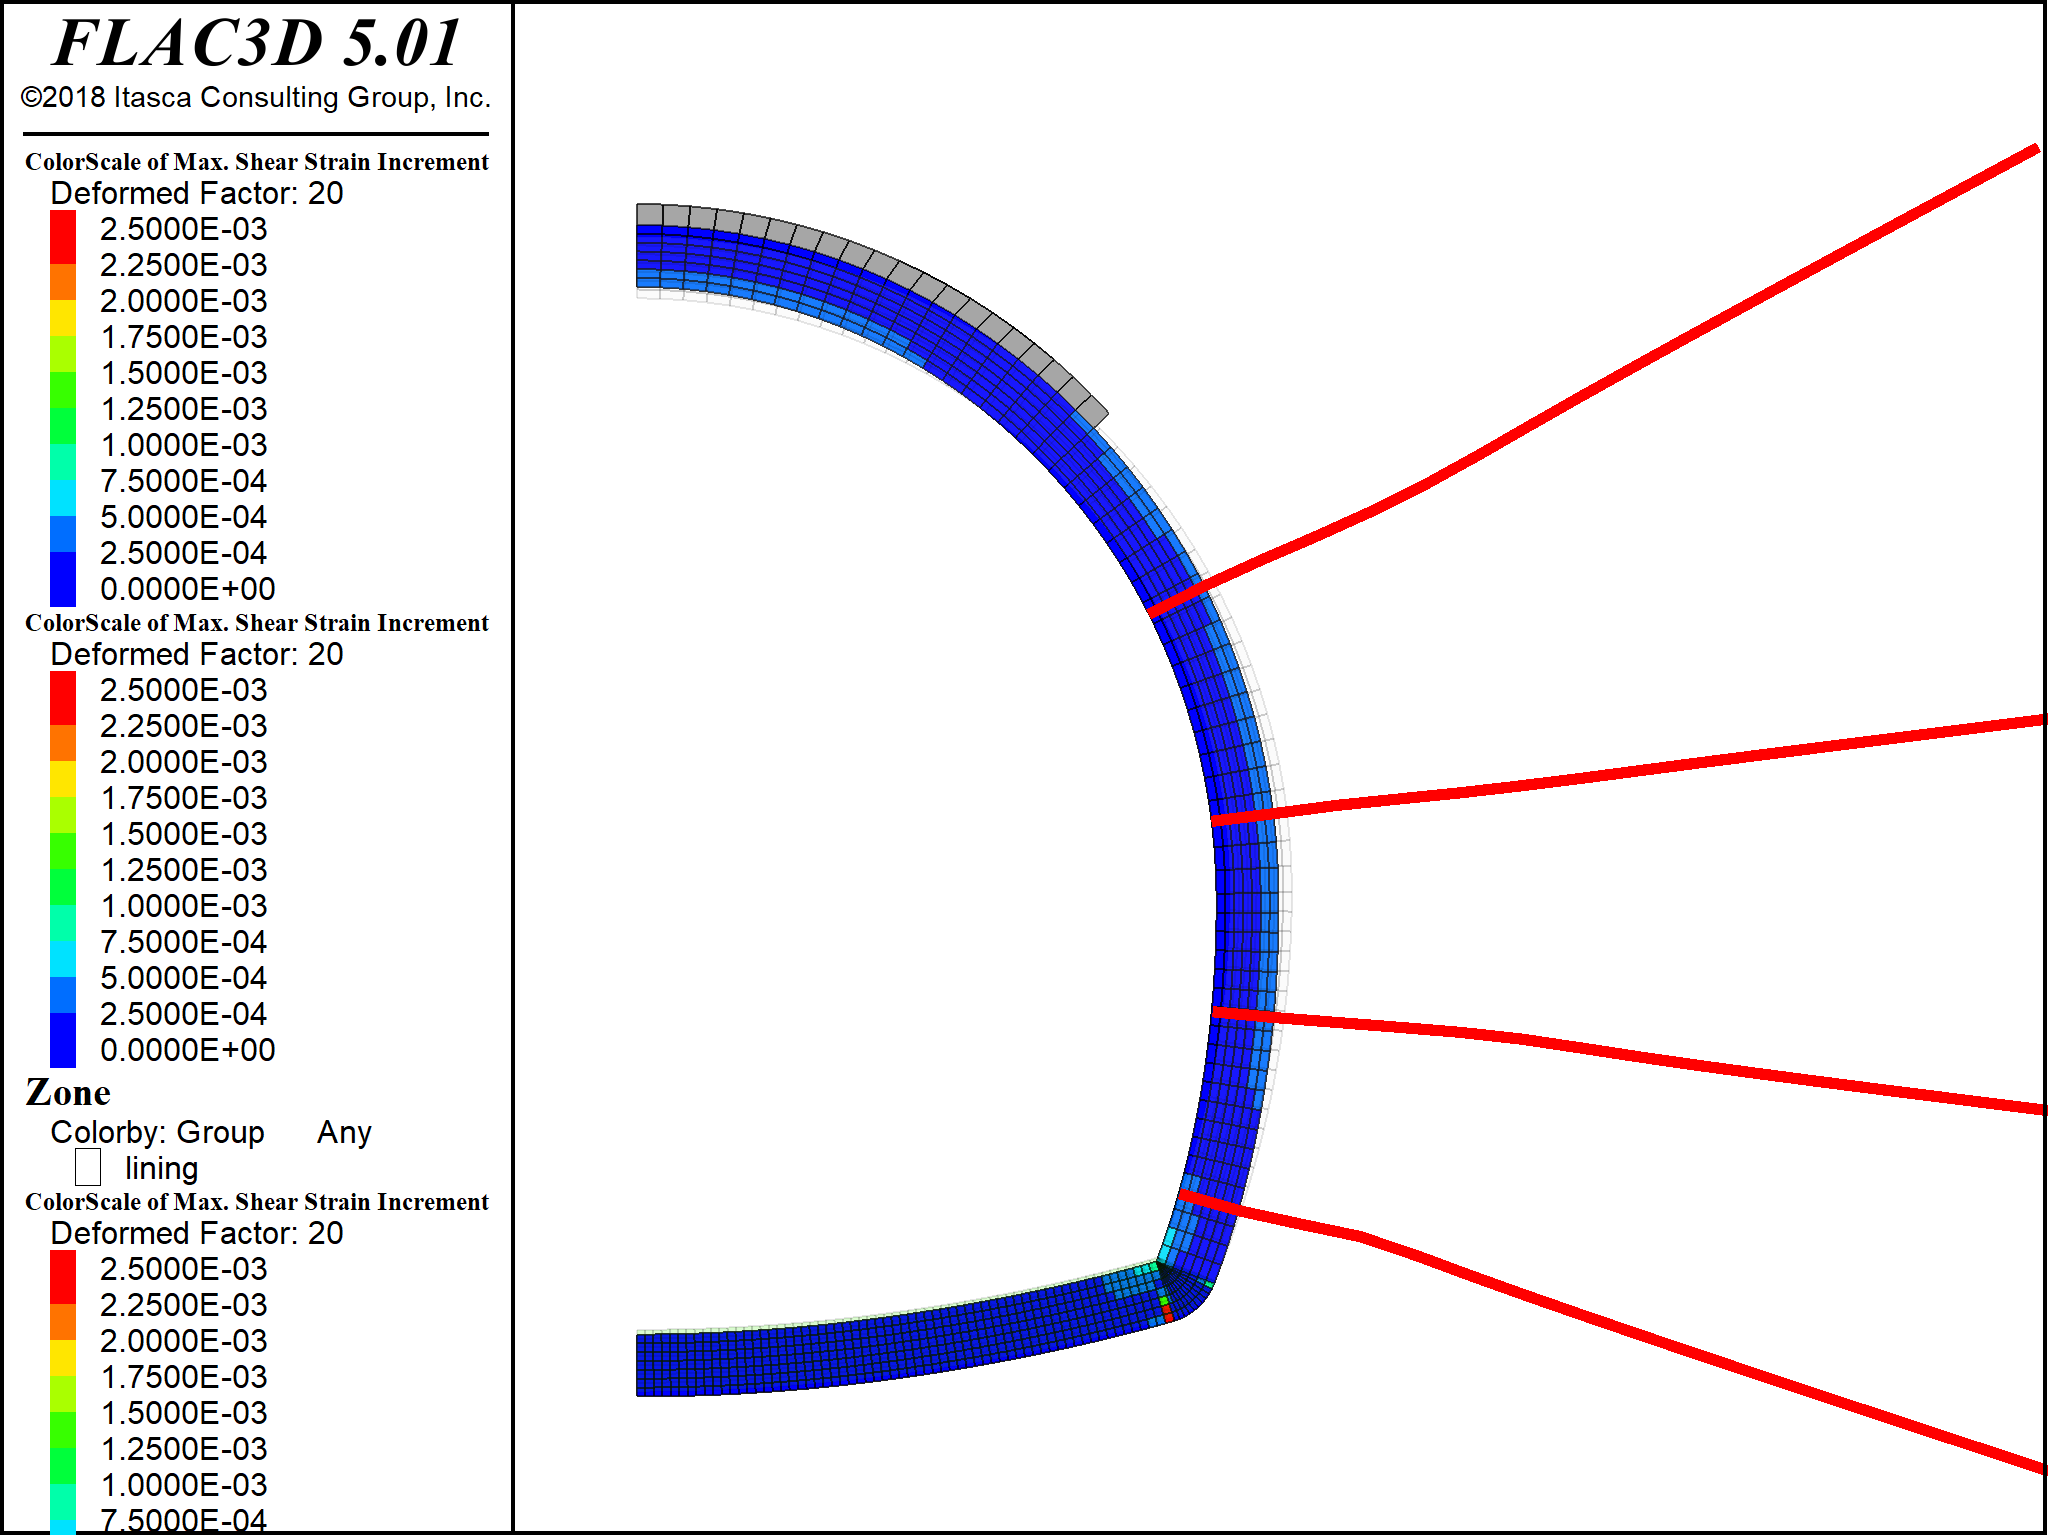 FLAC3D 5.01
©2018 Itasca Consulting Group, Inc.
ColorScale of Max. Shear Strain Increment
Deformed Factor: 20
2.5000E-03
2.2500E-03
2.0000E-03
1.7500E-03
1.5000E-03
1.2500E-03
1.0000E-03
7.5000E-04
5.0000E-04
2.5000E-04
0.0000E+00
ColorScale of Max. Shear Strain Increment
Deformed Factor: 20
2.5000E-03
2.2500E-03
2.0000E-03
1.7500E-03
1.5000E-03
1.2500E-03
1.0000E-03
7.5000E-04
5.0000E-04
2.5000E-04
0.0000E+00
Zone
Colorby: Group Any
lining
ColorScale of Max. Shear Strain Increment
Deformed Factor: 20
2.5000E-03
2.2500E-03
2.0000E-03
1.7500E-03
1.5000E-03
1.2500E-03
1.0000E-03
7.5000E-04